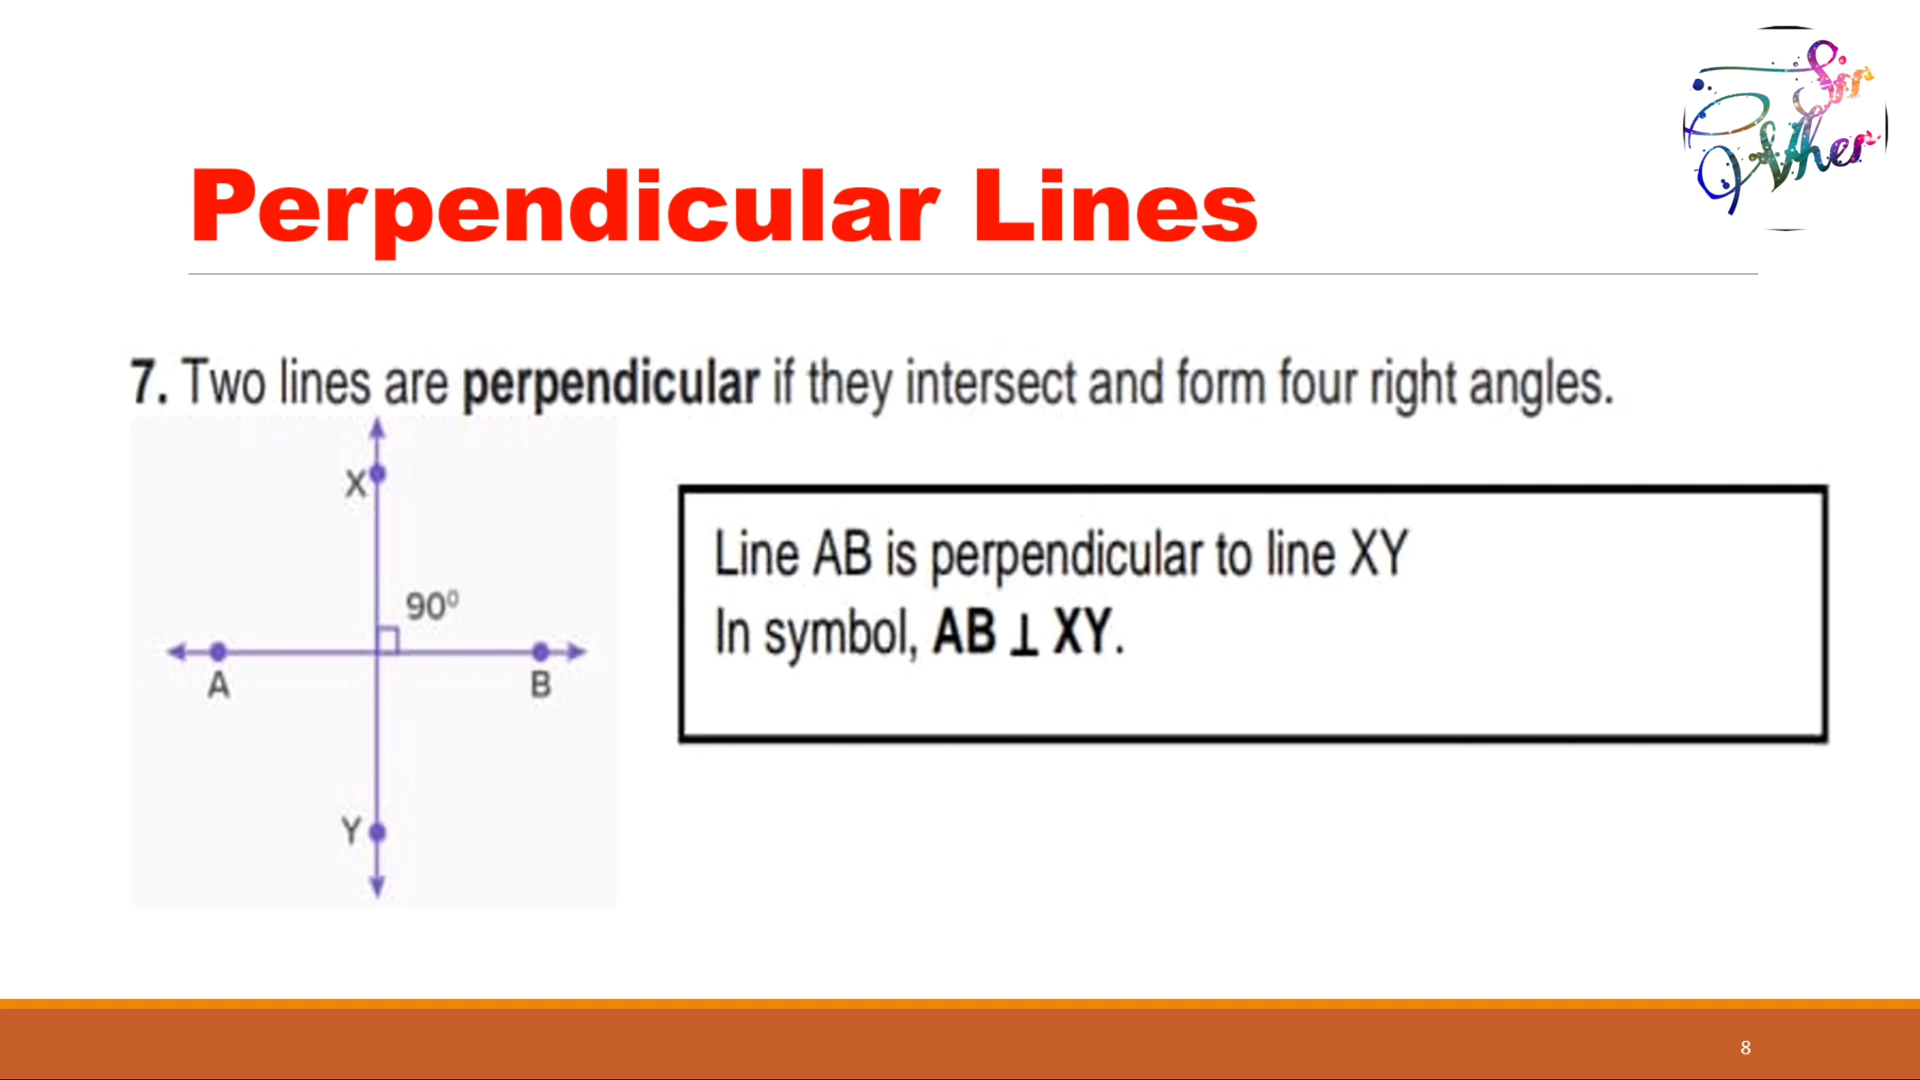 Sir
Perpendicular Lines
7. Two lines are perpendicular if they intersect and form four right angles.
X
90⁰
A
B
Y
Line AB is perpendicular to line XY
In symbol, AB ⊥ XY.
8